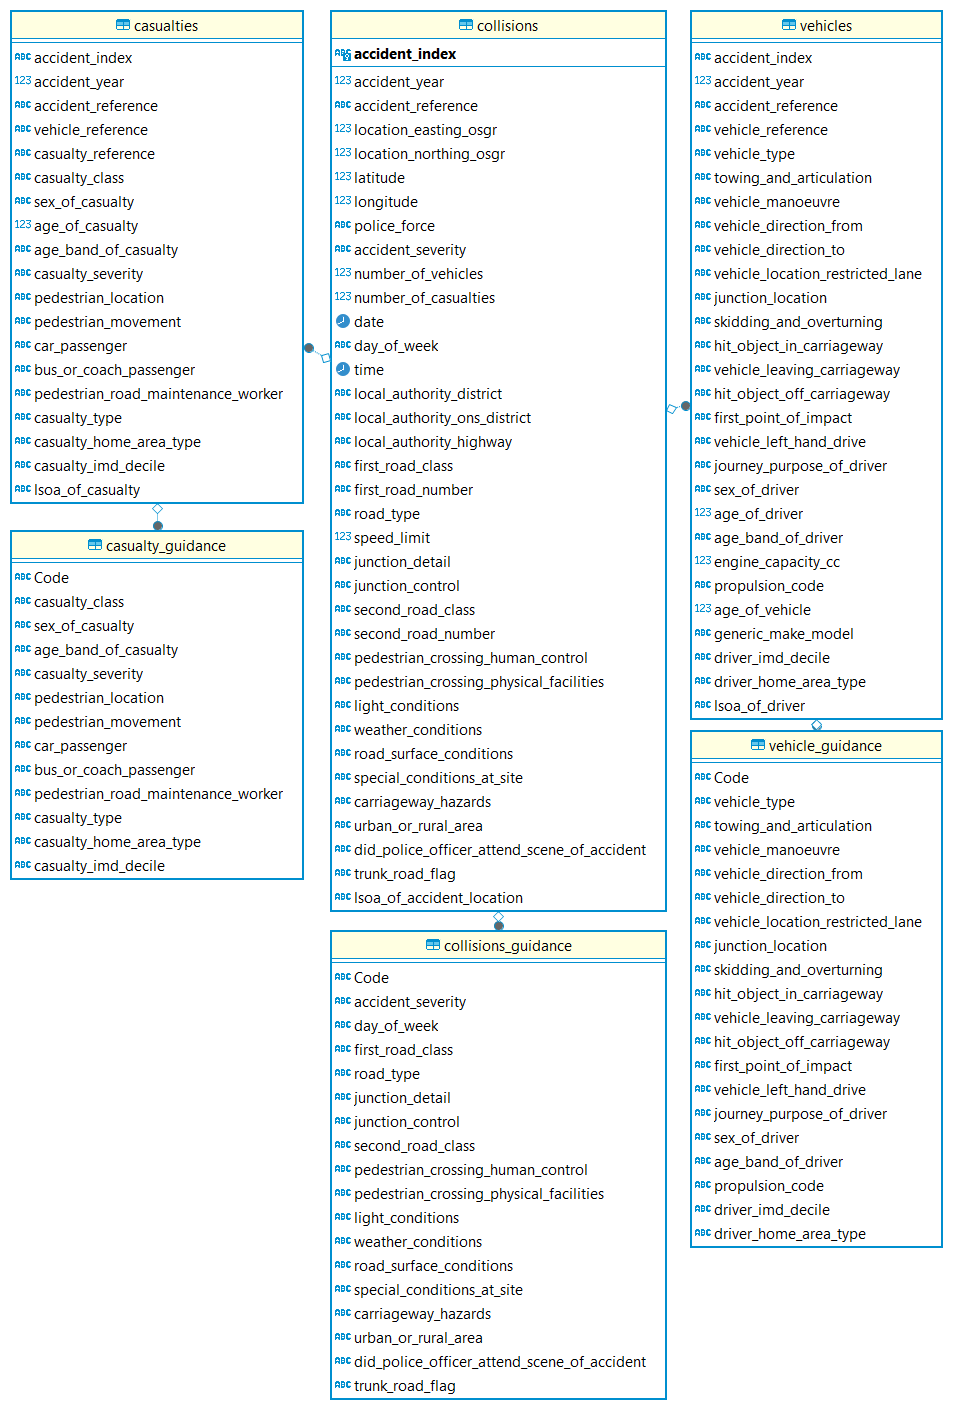 casualties
ABC accident_index
123 accident_year
ABC accident_reference
ABC vehicle_reference
ABC casualty_reference
ABC casualty_class
ABC sex_of_casualty
123 age_of_casualty
ABC age_band_of_casualty
ABC casualty_severity
ABC pedestrian_location
ABC pedestrian_movement
ABC car_passenger
ABC bus_or_coach_passenger
ABC pedestrian_road_maintenance_worker
ABC casualty_type
ABC casualty_home_area_type
ABC casualty_imd_decile
ABC lsoa_of_casualty
casualty_guidance
ABC Code
ABC casualty_class
ABC sex_of_casualty
ABC age_band_of_casualty
ABC casualty_severity
ABC pedestrian_location
ABC pedestrian_movement
ABC car_passenger
ABC bus_or_coach_passenger
ABC pedestrian_road_maintenance_worker
ABC casualty_type
ABC casualty_home_area_type
ABC casualty_imd_decile
collisions
ABC accident_index
123 accident_year
ABC accident_reference
123 location_easting_osgr
123 location_northing_osgr
123 latitude
123 longitude
ABC police_force
ABC accident_severity
123 number_of_vehicles
123 number_of_casualties
date
ABC day_of_week
time
ABC local_authority_district
ABC local_authority_ons_district
ABC local_authority_highway
ABC first_road_class
ABC first_road_number
ABC road_type
123 speed_limit
ABC junction_detail
ABC junction_control
ABC second_road_class
ABC second_road_number
ABC pedestrian_crossing_human_control
ABC pedestrian_crossing_physical_facilities
ABC light_conditions
ABC weather_conditions
ABC road_surface_conditions
ABC special_conditions_at_site
ABC carriageway_hazards
ABC urban_or_rural_area
ABC did_police_officer_attend_scene_of_accident
ABC trunk_road_flag
ABC lsoa_of_accident_location
collisions_guidance
ABC Code
ABC accident_severity
ABC day_of_week
ABC first_road_class
ABC road_type
ABC junction_detail
ABC junction_control
ABC second_road_class
ABC pedestrian_crossing_human_control
ABC pedestrian_crossing_physical_facilities
ABC light_conditions
ABC weather_conditions
ABC road_surface_conditions
ABC special_conditions_at_site
ABC carriageway_hazards
ABC urban_or_rural_area
ABC did_police_officer_attend_scene_of_accident
ABC trunk_road_flag
vehicles
ABC accident_index
123 accident_year
ABC accident_reference
ABC vehicle_reference
ABC vehicle_type
ABC towing_and_articulation
ABC vehicle_manoeuvre
ABC vehicle_direction_from
ABC vehicle_direction_to
ABC vehicle_location_restricted_lane
ABC junction_location
ABC skidding_and_overturning
ABC hit_object_in_carriageway
ABC vehicle_leaving_carriageway
ABC hit_object_off_carriageway
ABC first_point_of_impact
ABC vehicle_left_hand_drive
ABC journey_purpose_of_driver
ABC sex_of_driver
123 age_of_driver
ABC age_band_of_driver
123 engine_capacity_cc
ABC propulsion_code
123 age_of_vehicle
ABC generic_make_model
ABC driver_imd_decile
ABC driver_home_area_type
ABC lsoa_of_driver
vehicle_guidance
ABC Code
ABC vehicle_type
ABC towing_and_articulation
ABC vehicle_manoeuvre
ABC vehicle_direction_from
ABC vehicle_direction_to
ABC vehicle_location_restricted_lane
ABC junction_location
ABC skidding_and_overturning
ABC hit_object_in_carriageway
ABC vehicle_leaving_carriageway
ABC hit_object_off_carriageway
ABC first_point_of_impact
ABC vehicle_left_hand_drive
ABC journey_purpose_of_driver
ABC sex_of_driver
ABC age_band_of_driver
ABC propulsion_code
ABC driver_imd_decile
ABC driver_home_area_type